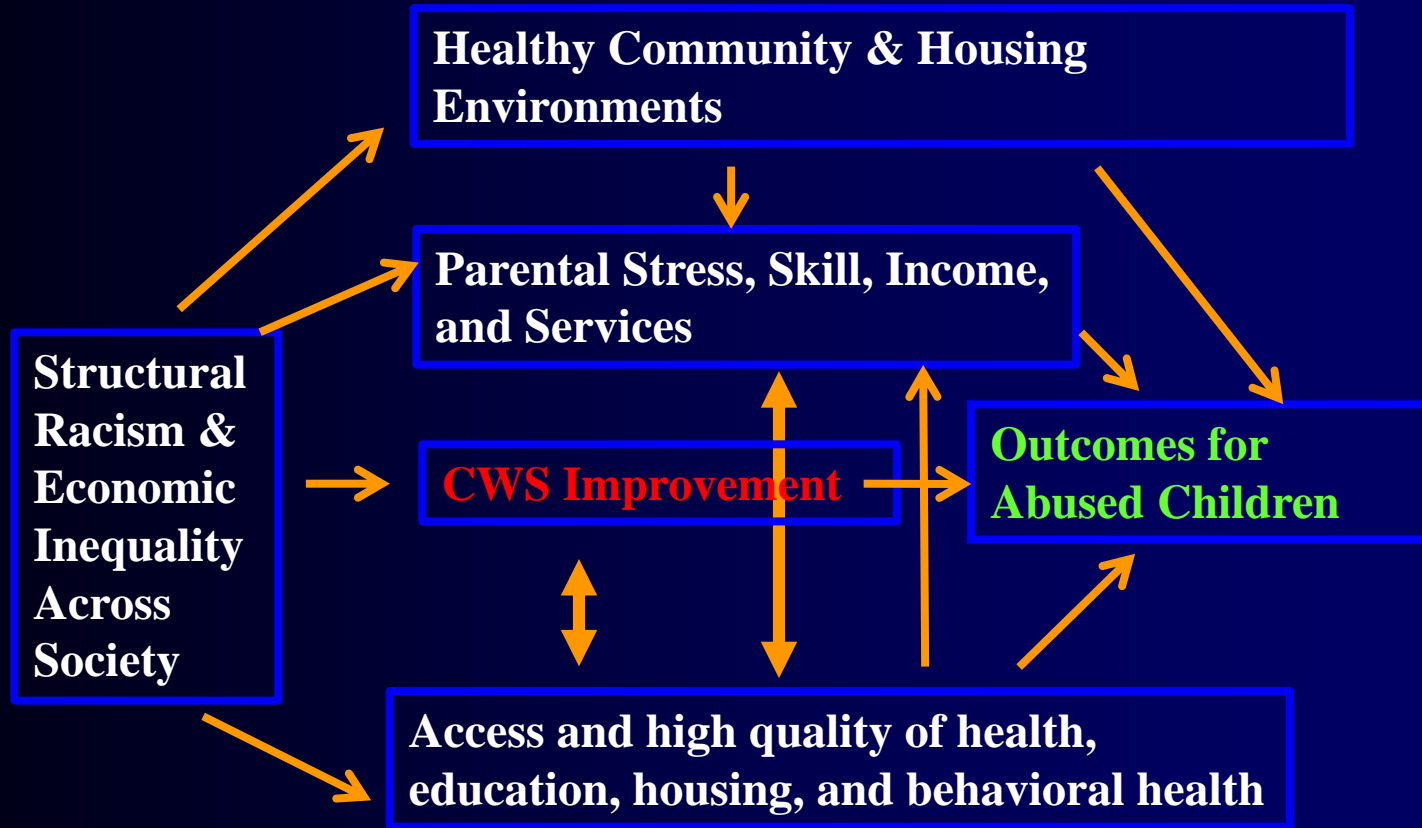 Healthy Community & Housing
Environments
Parental Stress, Skill, Income,
and Services
Structural
Racism &
Economic
Inequality
Across
Society
CWS Improvement
Outcomes for
Abused Children
Access and high quality of health,
education, housing, and behavioral health